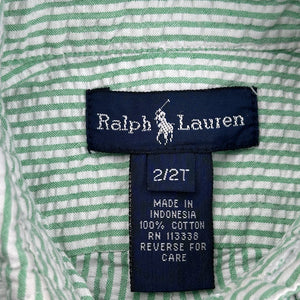 Ralph Lauren
2/2T
MADE IN
INDONESIA
100% COTTON
RN 113338
REVERSE FOR
CARE